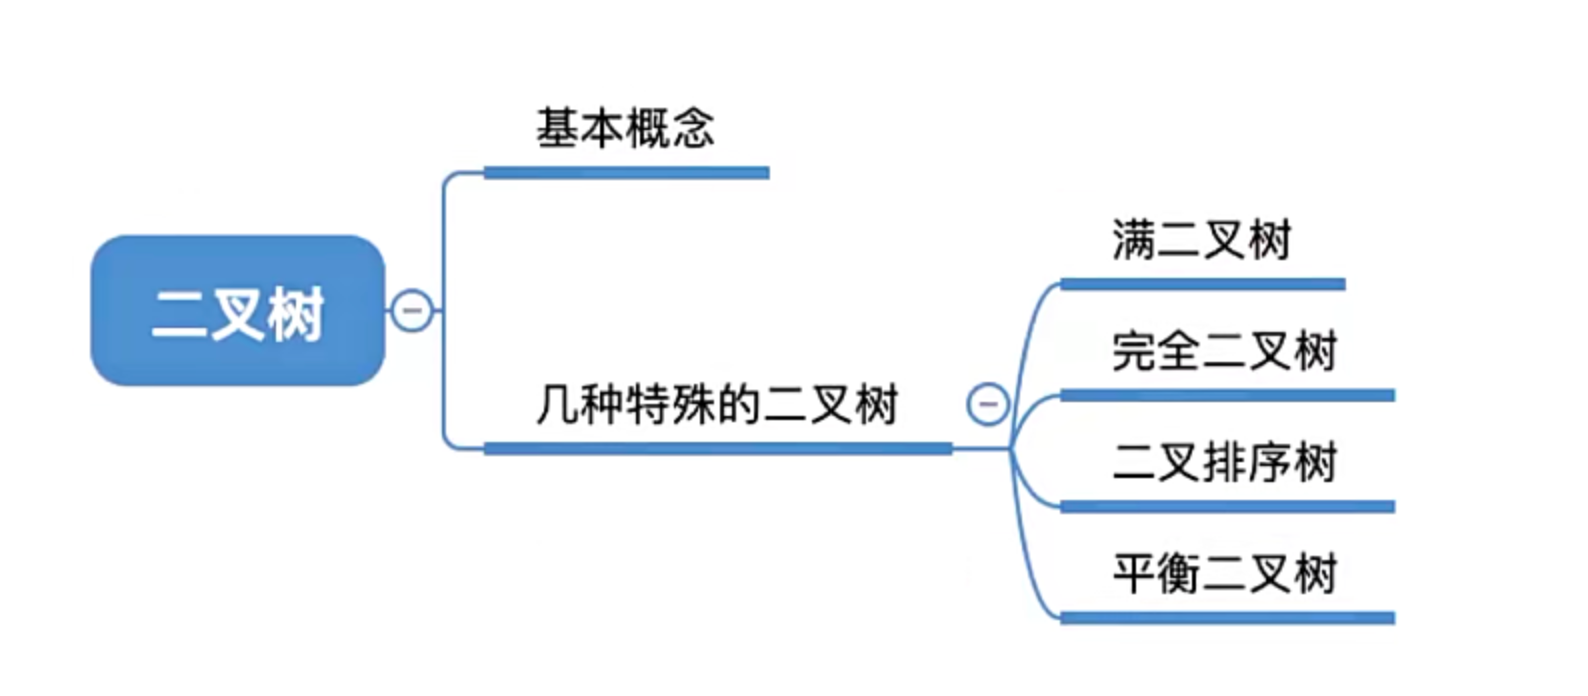 二叉树
基本概念
几种特殊的二叉树
满二叉树
完全二叉树
二叉排序树
平衡二叉树